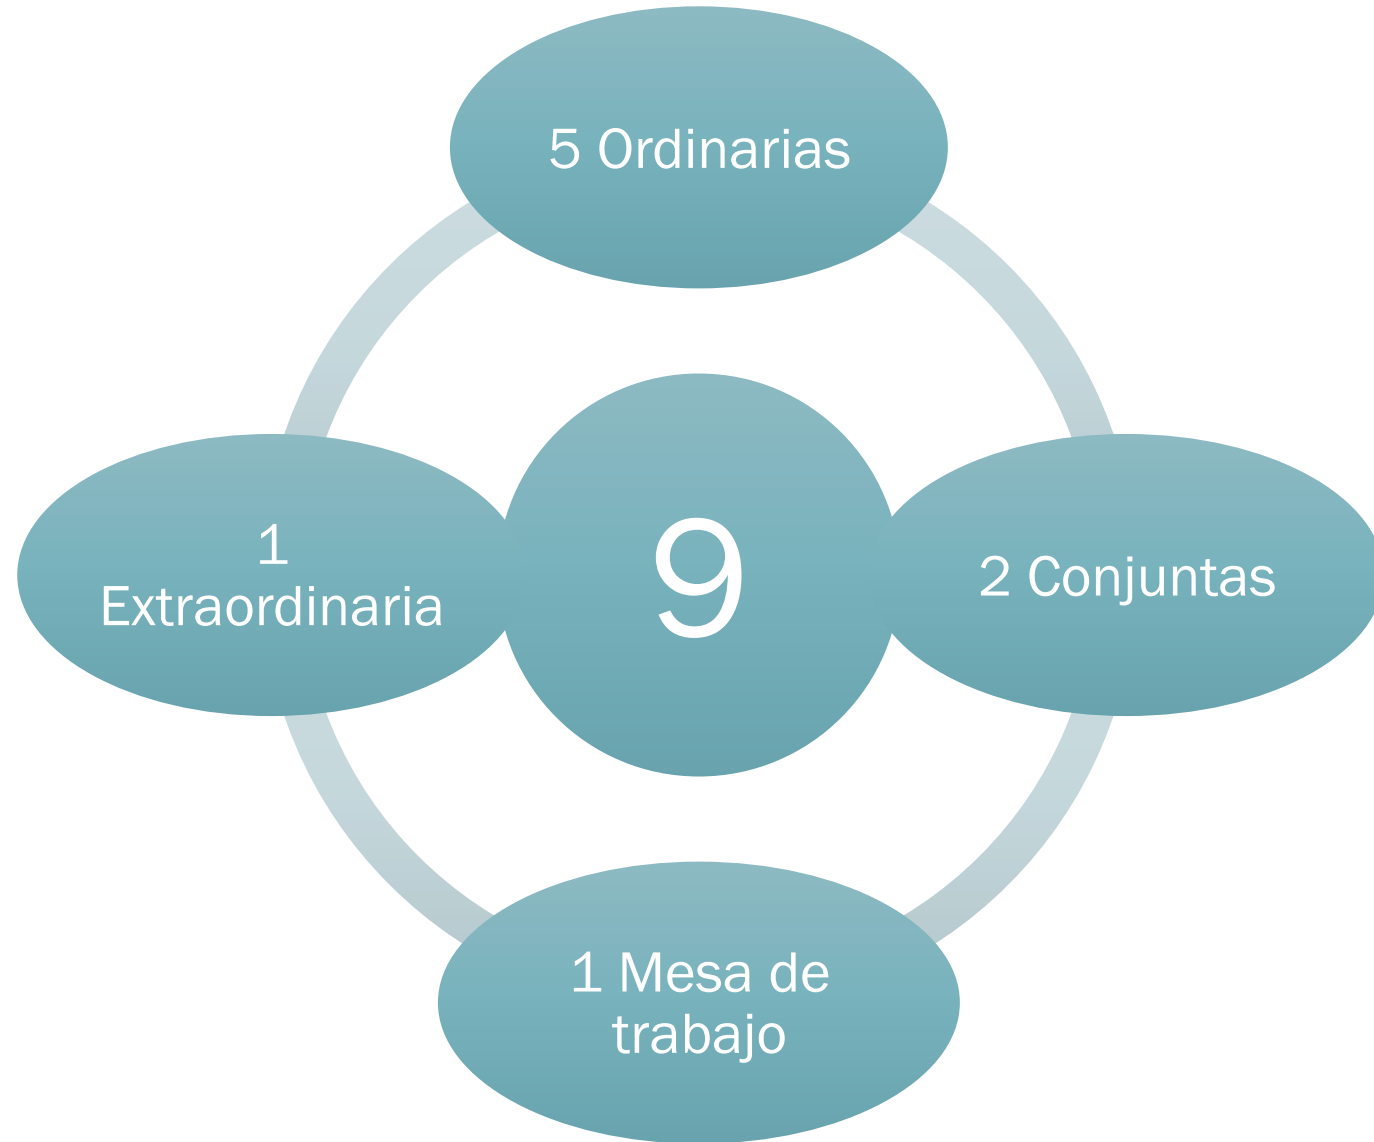 5 Ordinarias
1
Extraordinaria
9
2 Conjuntas
1 Mesa de
trabajo